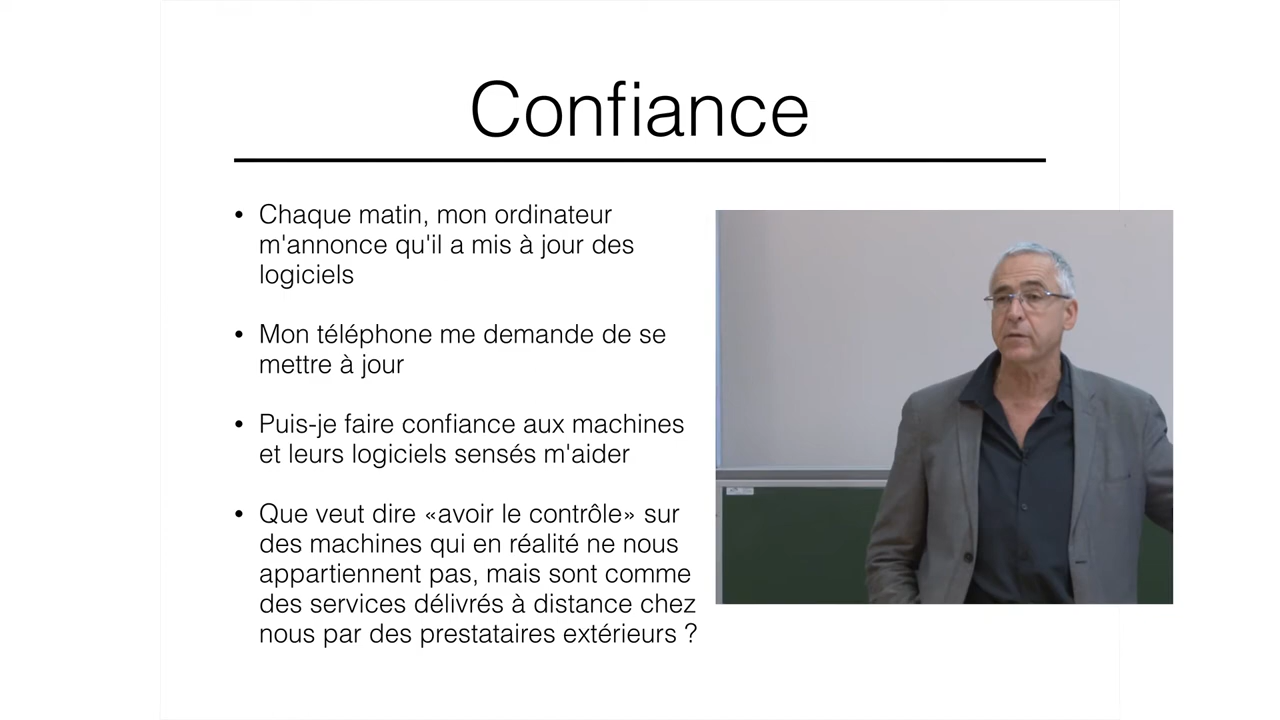 Confiance
• Chaque matin, mon ordinateur
m'annonce qu'il a mis à jour des
logiciels
• Mon téléphone me demande de se
mettre à jour
• Puis-je faire confiance aux machines
et leurs logiciels sensés m'aider
• Que veut dire «avoir le contrôle» sur
des machines qui en réalité ne nous
appartiennent pas, mais sont comme
des services délivrés à distance chez
nous par des prestataires extérieurs ?